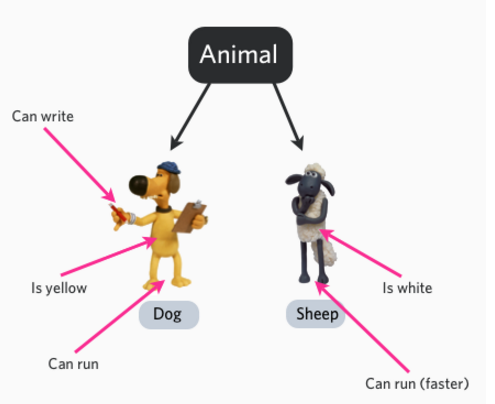 Animal
Can write
Is yellow
Is white
Dog
Sheep
Can run
Can run (faster)